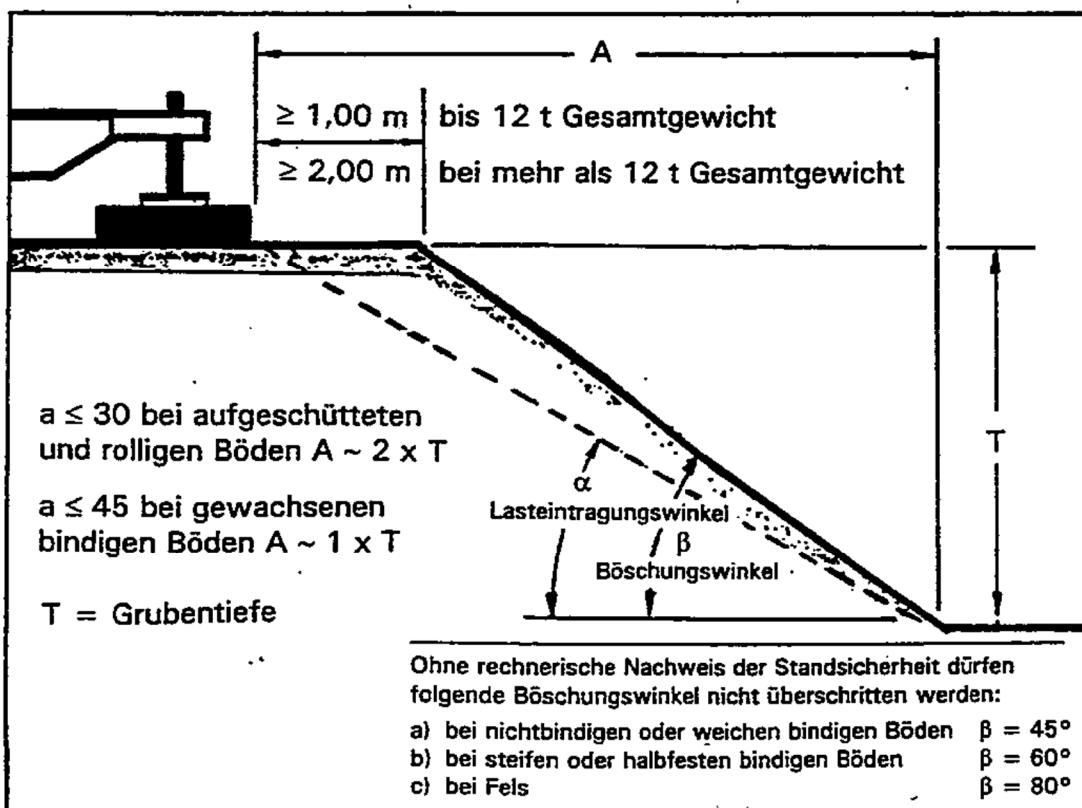 A
≥ 1,00 m bis 12 t Gesamtgewicht
≥ 2,00 m bei mehr als 12 t Gesamtgewicht
a ≤ 30 bei aufgeschütteten
und rolligen Böden A ~ 2 x T
a ≤ 45 bei gewachsenen
bindigen Böden A ~ 1 x T
T = Grubentiefe
T
α
Lasteintragungswinkel
β
Böschungswinkel
Ohne rechnerische Nachweis der Standsicherheit dürfen
folgende Böschungswinkel nicht überschritten werden:
a) bei nichtbindigen oder weichen bindigen Böden β = 45°
b) bei steifen oder halbfesten bindigen Böden β = 60°
c) bei Fels β = 80°